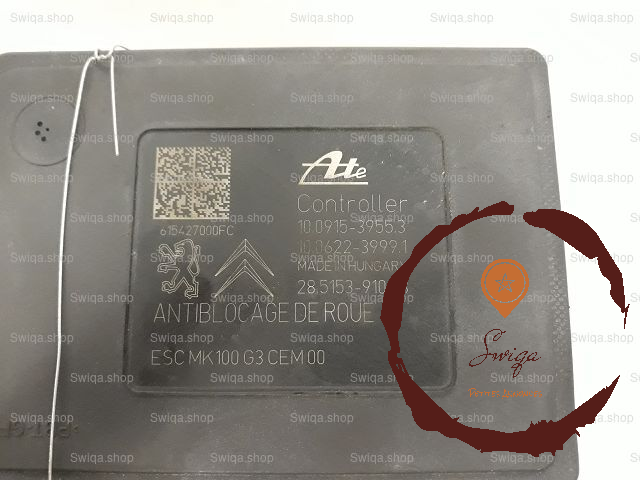 Ate
Controller
10.0915-3955.3
10.0622-3999.1
MADE IN HUNGARY
615427000FC
ANTIBLOCAGE DE ROUE
ESC MK100 G3 CEM 00
Swiqa
Swiqa.shop